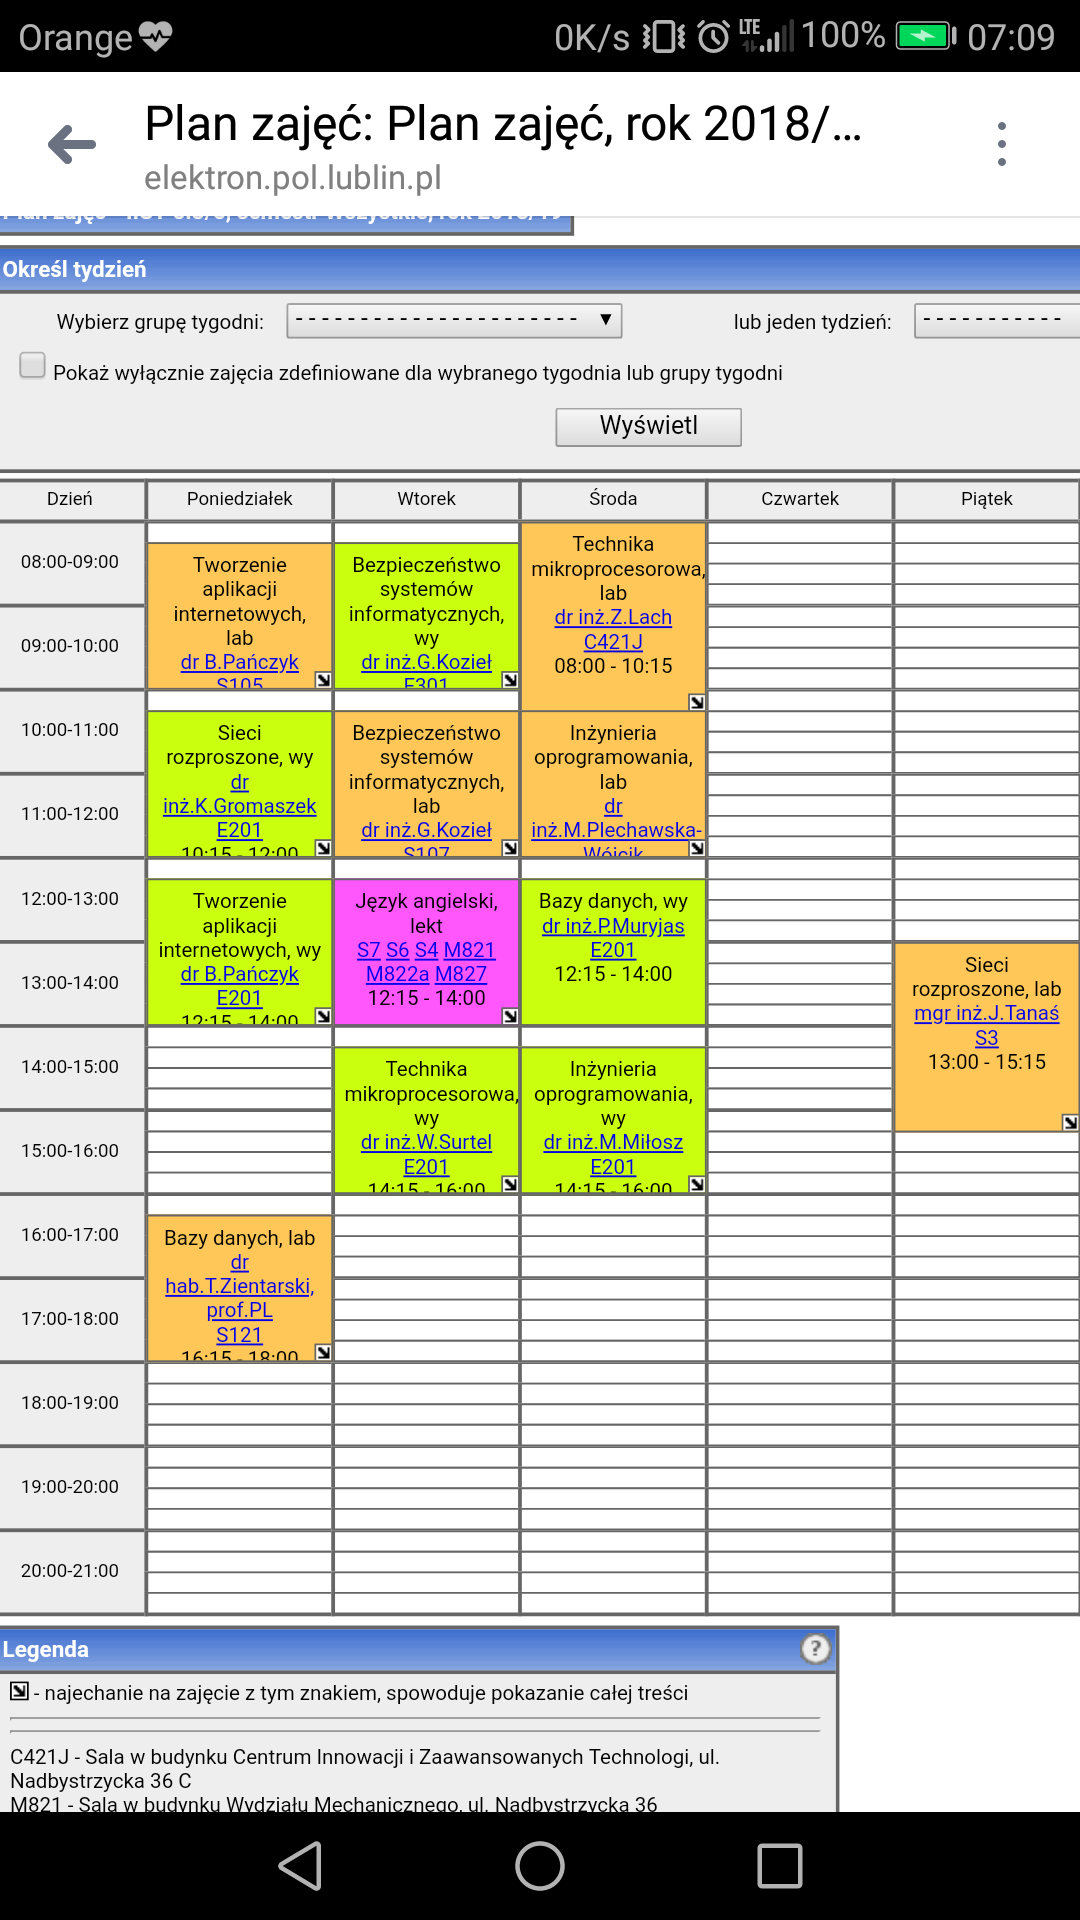 Orange 0K/s LTE 100% 07:09
Plan zajęć: Plan zajęć, rok 2018/...
elektron.pol.lublin.pl
Określ tydzień
Wybierz grupę tygodni: --------------------- lub jeden tydzień: -----------
Pokaż wyłącznie zajęcia zdefiniowane dla wybranego tygodnia lub grupy tygodni
Wyświetl
Dzień Poniedziałek Wtorek Środa Czwartek Piątek
08:00-09:00
09:00-10:00
10:00-11:00
11:00-12:00
12:00-13:00
13:00-14:00
14:00-15:00
15:00-16:00
16:00-17:00
17:00-18:00
18:00-19:00
19:00-20:00
20:00-21:00
Tworzenie
aplikacji
internetowych,
lab
dr B.Pańczyk
S105
Sieci
rozproszone, wy
dr
inż.K.Gromaszek
E201
10:15 - 12:00
Tworzenie
aplikacji
internetowych, wy
dr B.Pańczyk
E201
12:15 - 14:00
Bazy danych, lab
dr
hab.T.Zientarski,
prof.PL
S121
16:15 - 18:00
Bezpieczeństwo
systemów
informatycznych,
wy
dr inż.G.Kozieł
E301
Bezpieczeństwo
systemów
informatycznych,
lab
dr inż.G.Kozieł
S107
Język angielski,
lekt
S7 S6 S4 M821
M822a M827
12:15 - 14:00
Technika
mikroprocesorowa,
wy
dr inż.W.Surtel
E201
14:15 - 16:00
Technika
mikroprocesorowa,
lab
dr inż.Z.Lach
C421J
08:00 - 10:15
Inżynieria
oprogramowania,
lab
dr
inż.M.Plechawska-
Wójcik
Bazy danych, wy
dr inż.P.Muryjas
E201
12:15 - 14:00
Inżynieria
oprogramowania,
wy
dr inż.M.Miłosz
E201
14:15 - 16:00
Sieci
rozproszone, lab
mgr inż.J.Tanaś
S3
13:00 - 15:15
Legenda ?
- najechanie na zajęcie z tym znakiem, spowoduje pokazanie całej treści
C421J - Sala w budynku Centrum Innowacji i Zaawansowanych Technologi, ul.
Nadbystrzycka 36 C
M821 - Sala w budynku Wydziału Mechanicznego, ul. Nadbystrzycka 36